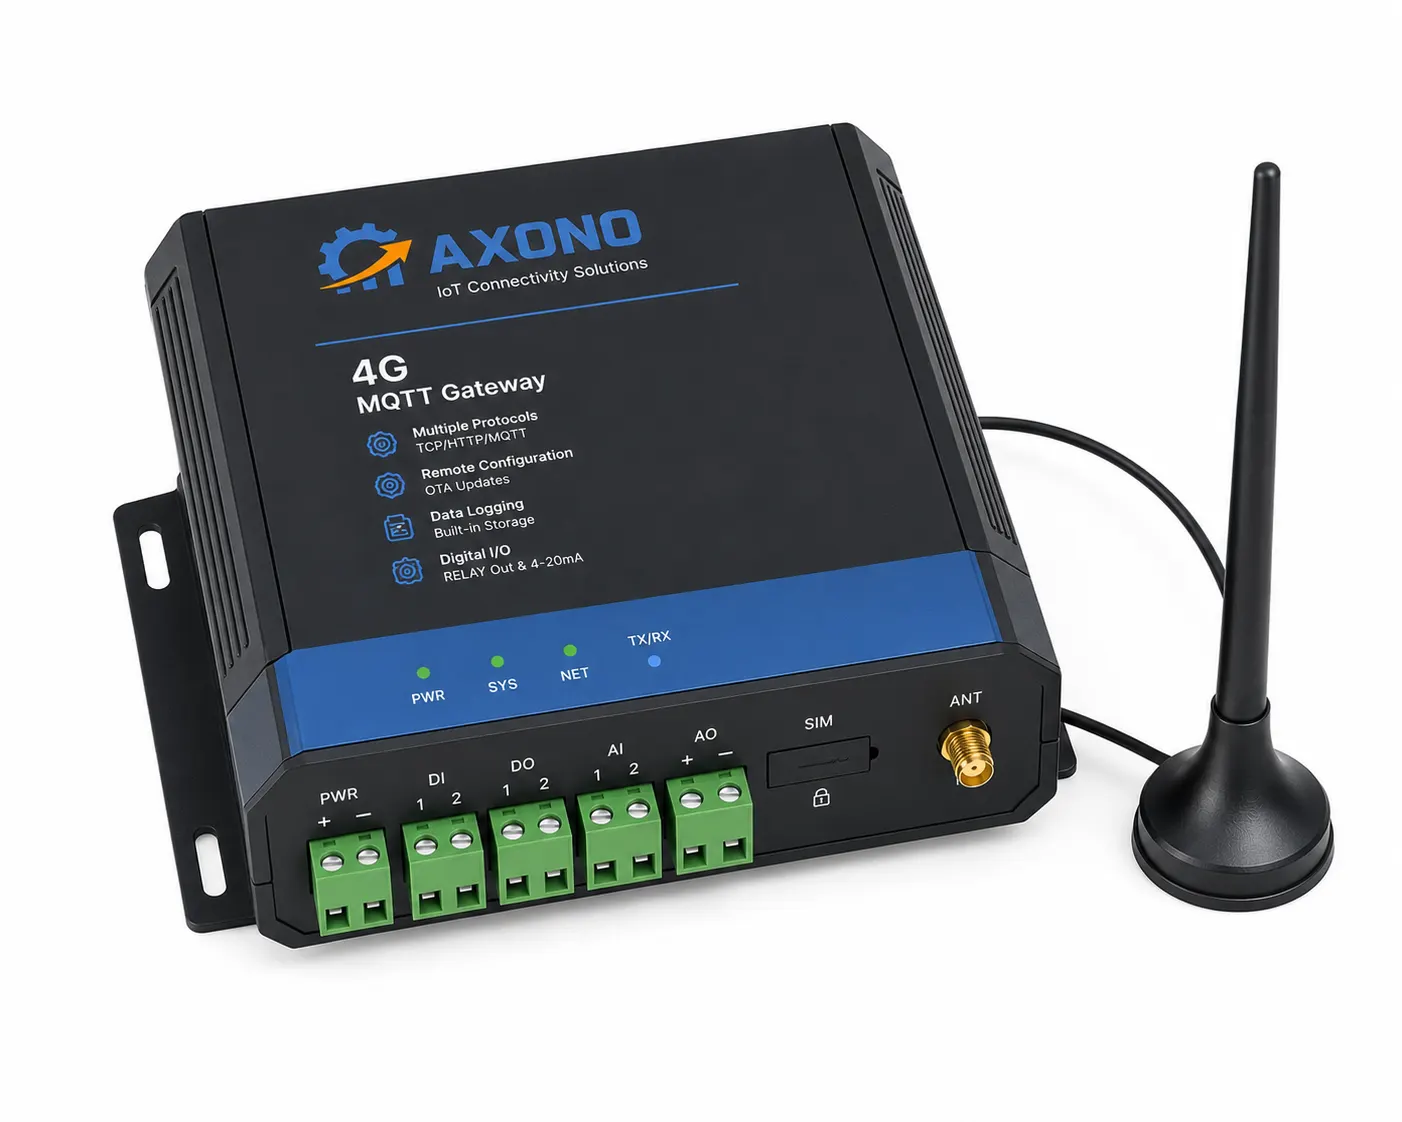 AXONO
IoT Connectivity Solutions
4G
MQTT Gateway
Multiple Protocols
TCP/HTTP/MQTT
Remote Configuration
OTA Updates
Data Logging
Built-in Storage
Digital I/O
RELAY Out & 4-20mA
PWR
SYS
NET
TX/RX
PWR
+ −
DI
1 2
DO
1 2
AI
1 2
AO
+ −
SIM
ANT